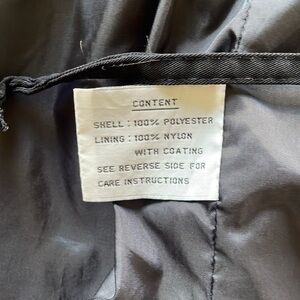 CONTENT
SHELL : 100% POLYESTER
LINING : 100% NYLON
WITH COATING
SEE REVERSE SIDE FOR
CARE INSTRUCTIONS